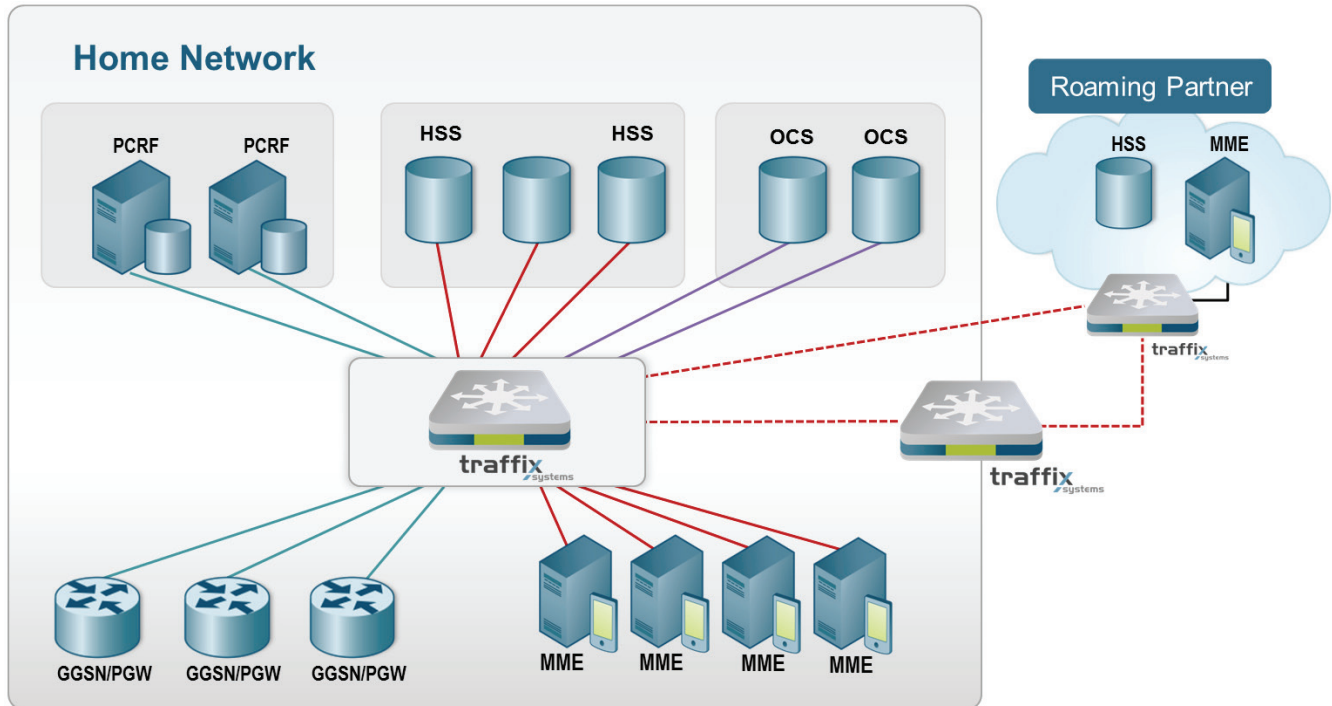 Home Network
Roaming Partner
PCRF
PCRF
HSS
HSS
OCS
OCS
HSS
MME
traffix
systems
traffix
systems
traffix
systems
GGSN/PGW
GGSN/PGW
GGSN/PGW
MME
MME
MME
MME